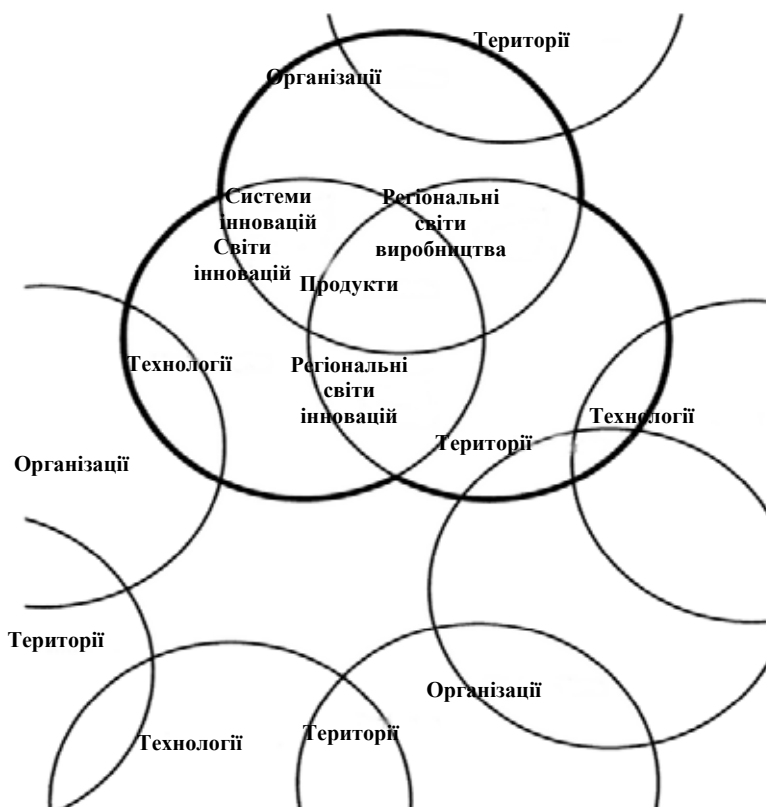 Території
Організації
Системи
інновацій
Світи
інновацій
Регіональні
світи
виробництва
Продукти
Технології
Регіональні
світи
інновацій
Технології
Території
Організації
Території
Організації
Технології
Території